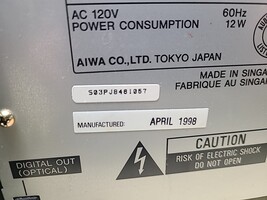 AC 120V 60Hz
POWER CONSUMPTION 12W
AIWA CO.,LTD. TOKYO JAPAN
MADE IN SINGA
FABRIQUE AU SINGA
S03PJ8481057
MANUFACTURED: APRIL 1998
CAUTION
RISK OF ELECTRIC SHOCK
DO NOT OPEN
DIGITAL OUT
(OPTICAL)